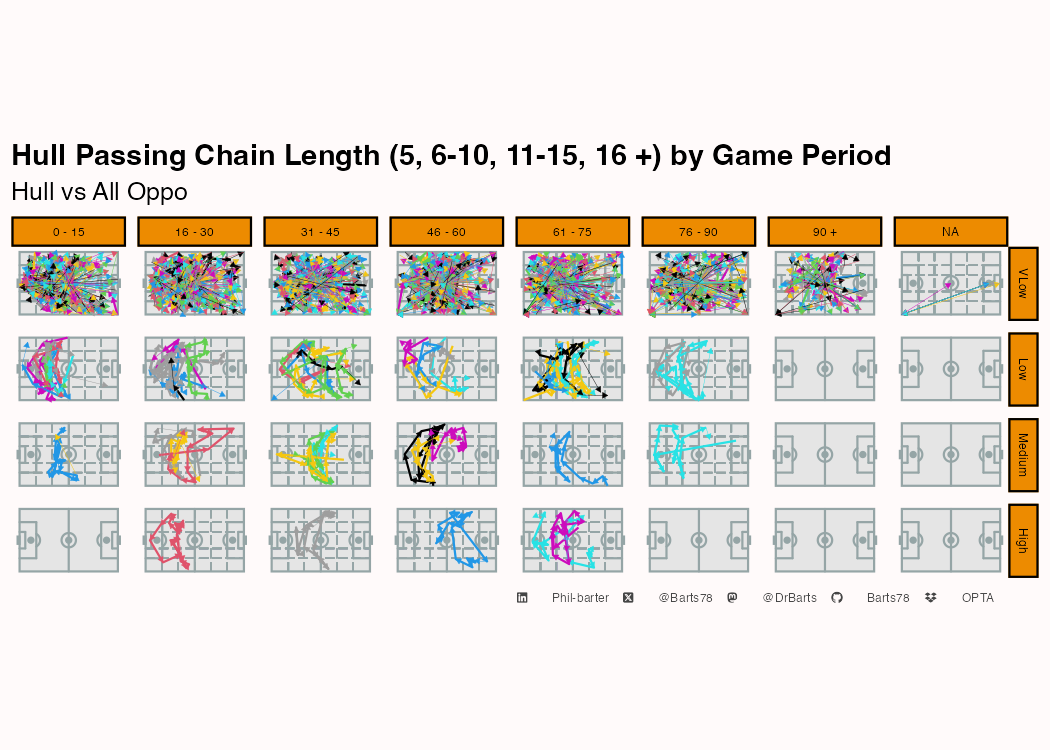 Hull Passing Chain Length (5, 6-10, 11-15, 16 +) by Game Period
Hull vs All Oppo
0 - 15 16 - 30 31 - 45 46 - 60 61 - 75 76 - 90 90 + NA
VLow
Low
Medium
High
Phil-barter @Barts78 @DrBarts Barts78 OPTA